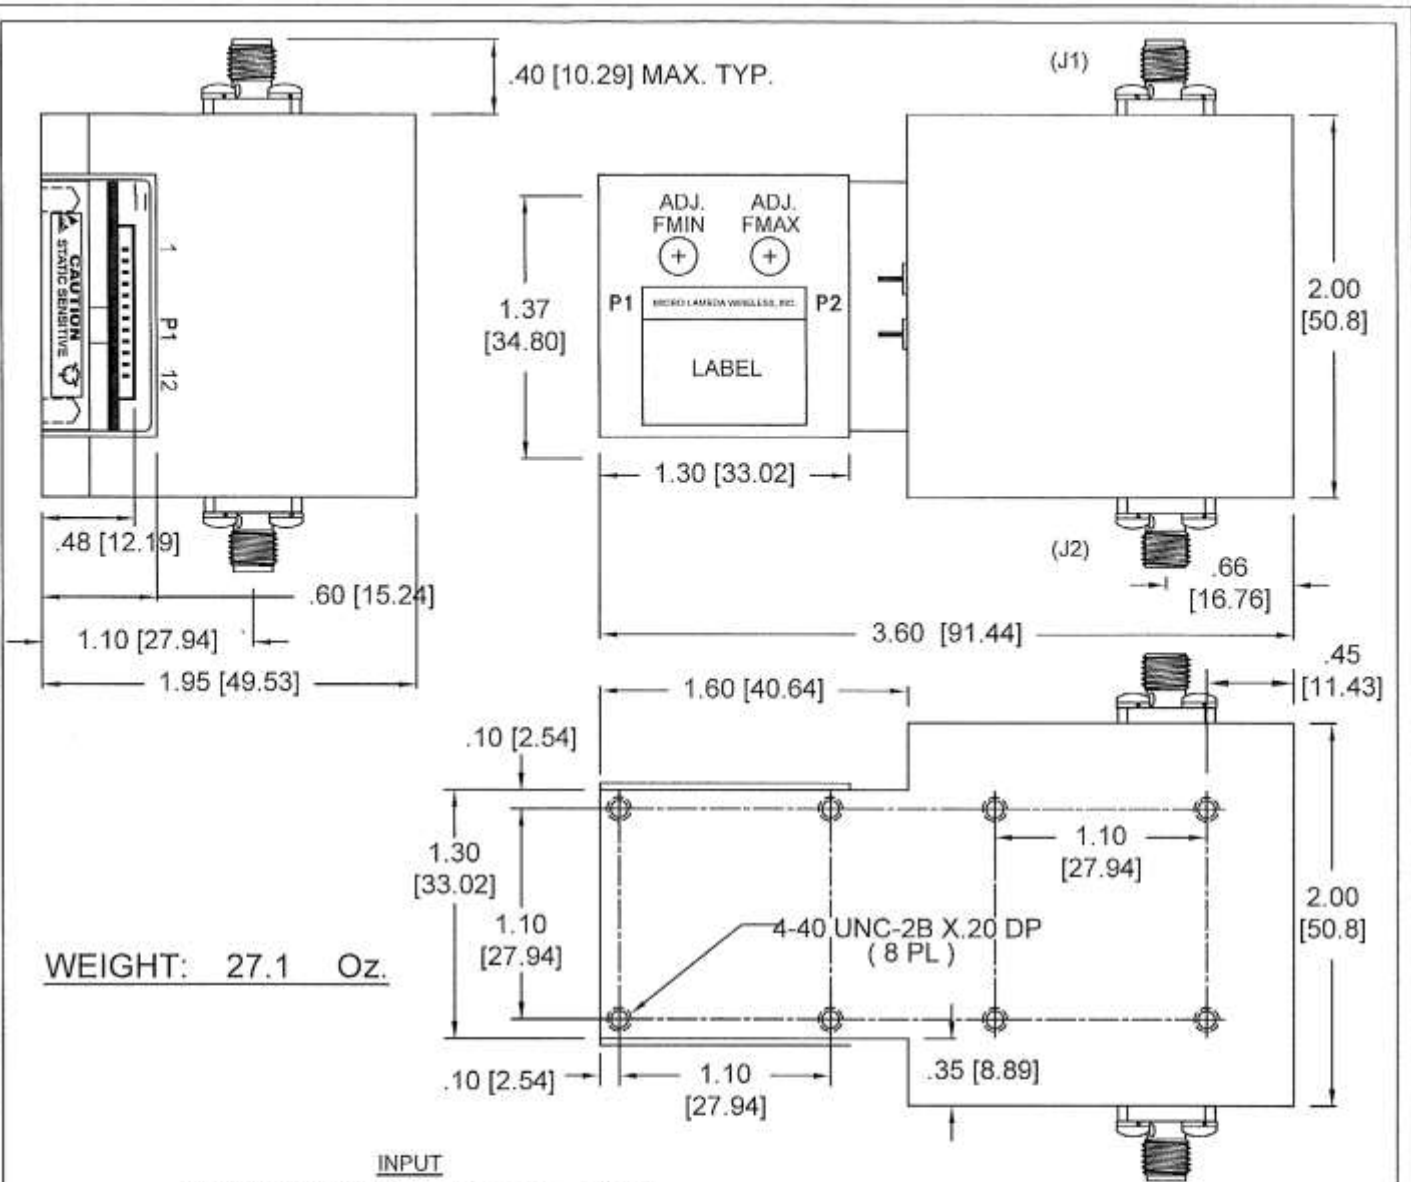 .40 [10.29] MAX. TYP.
(J1)
ADJ. FMIN
ADJ. FMAX
P1
MICRO LAMBDA WIRELESS, INC.
P2
LABEL
1.37
[34.80]
2.00
[50.8]
1
P1
12
CAUTION
STATIC SENSITIVE
1.30 [33.02]
.48 [12.19]
(J2)
.66
[16.76]
.60 [15.24]
1.10 [27.94]
3.60 [91.44]
1.95 [49.53]
1.60 [40.64]
.45
[11.43]
.10 [2.54]
1.30
[33.02]
1.10
[27.94]
1.10
[27.94]
4-40 UNC-2B X.20 DP
( 8 PL )
2.00
[50.8]
WEIGHT: 27.1 Oz.
.10 [2.54]
1.10
[27.94]
.35 [8.89]
INPUT